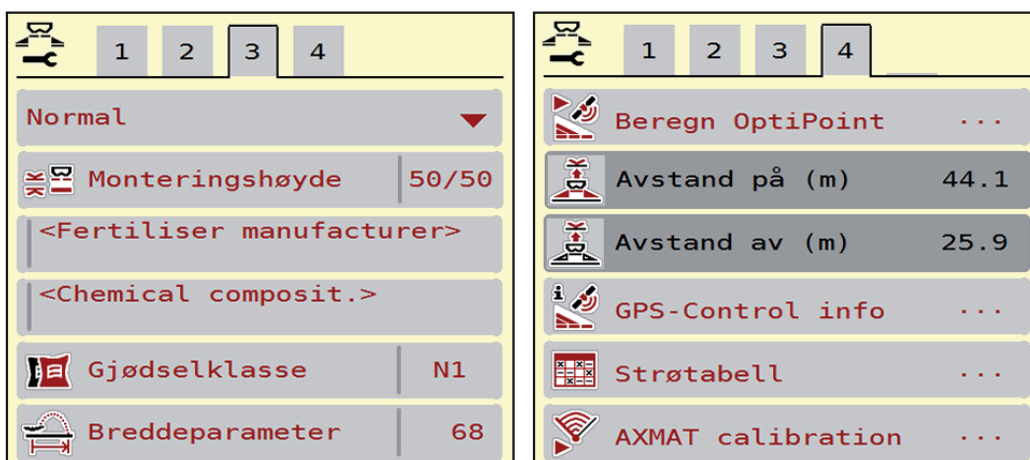 1 2 3 4
Normal
Monteringshøyde 50/50
<Fertiliser manufacturer>
<Chemical composit.>
Gjødselklasse N1
Breddeparameter 68
1 2 3 4
Beregn OptiPoint ...
Avstand på (m) 44.1
Avstand av (m) 25.9
GPS-Control info ...
Strøtabell ...
AXMAT calibration ...